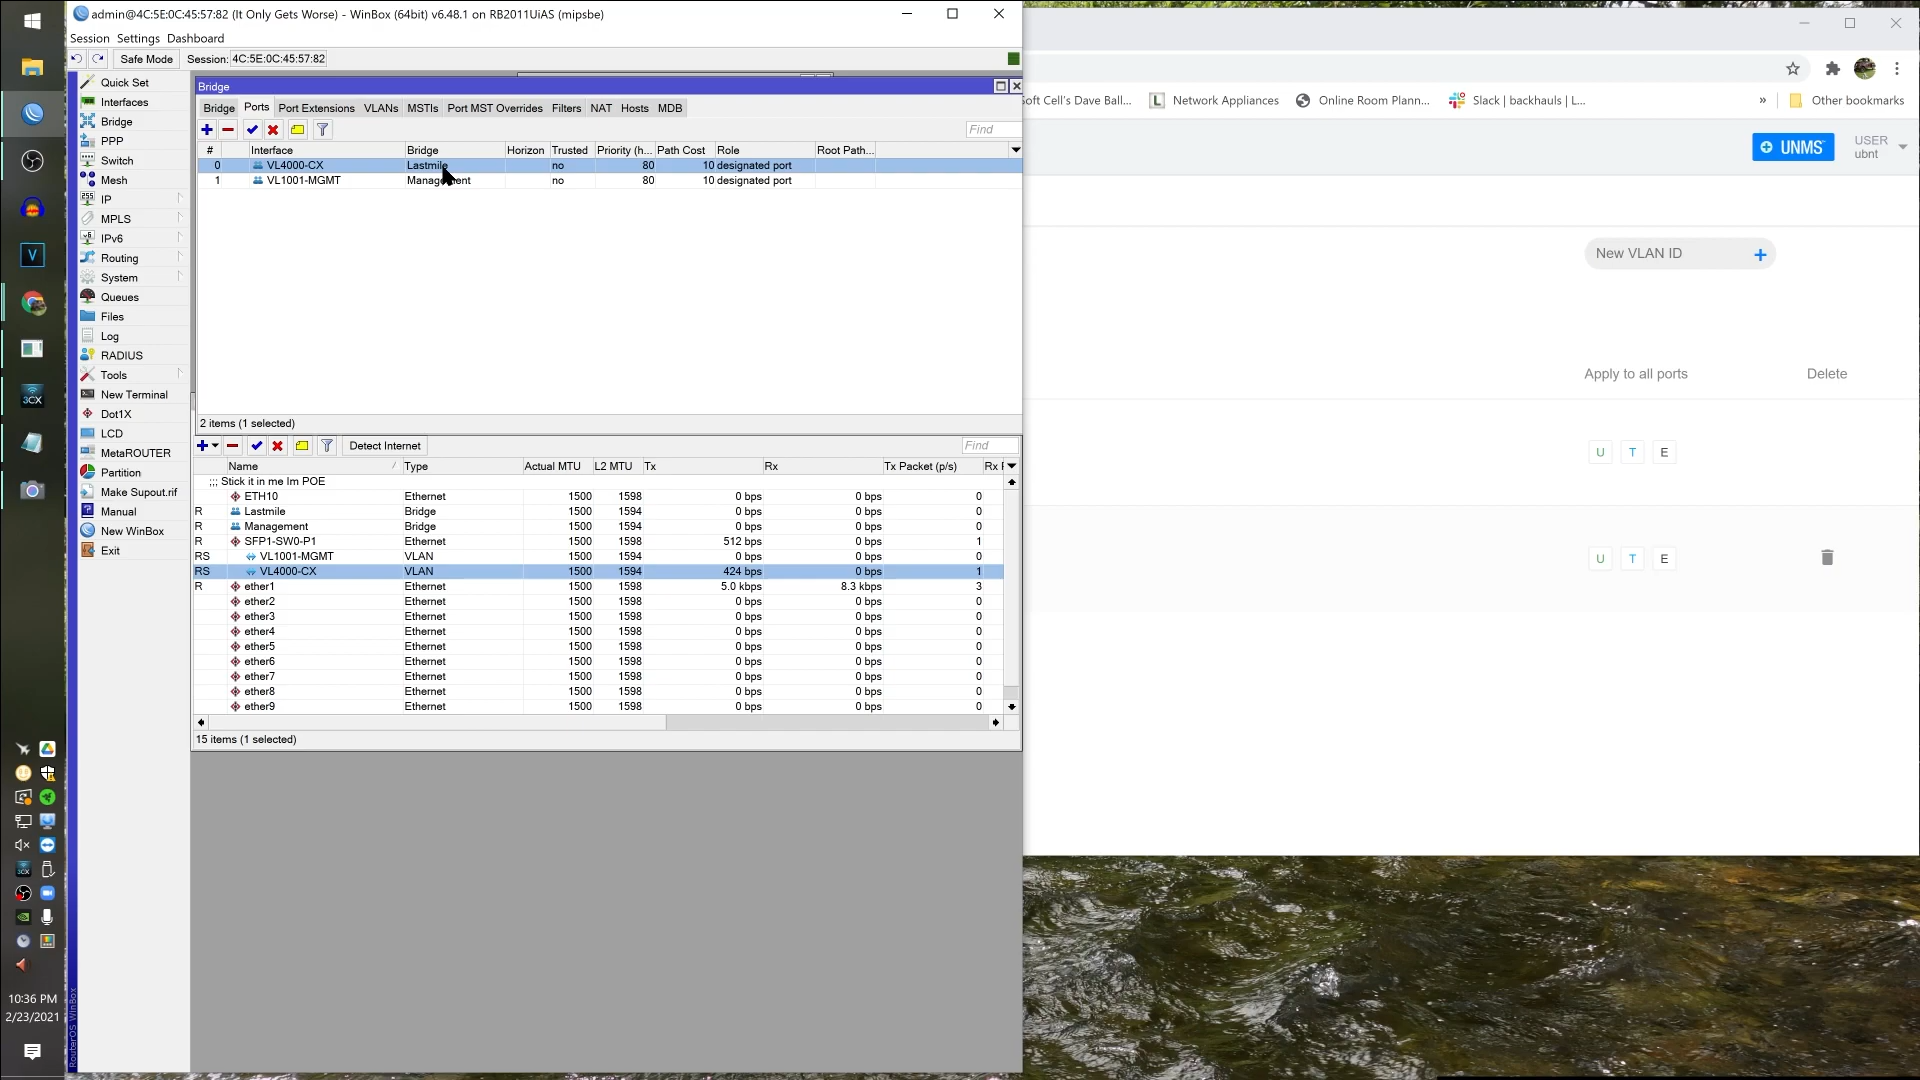 admin@4C:5E:0C:45:57:82 (It Only Gets Worse) - WinBox (64bit) v6.48.1 on RB2011UiAS (mipsbe)
Session Settings Dashboard
Safe Mode Session: 4C:5E:0C:45:57:82
Quick Set
Interfaces
Bridge
PPP
Switch
Mesh
IP
MPLS
IPv6
Routing
System
Queues
Files
Log
RADIUS
Tools
New Terminal
Dot1X
LCD
MetaROUTER
Partition
Make Supout.rif
Manual
New WinBox
Exit
RouterOS WinBox
Bridge
Bridge Ports Port Extensions VLANs MSTIs Port MST Overrides Filters NAT Hosts MDB
Find
# Interface Bridge Horizon Trusted Priority (h... Path Cost Role Root Path...
0 VL4000-CX Lastmile no 80 10 designated port
1 VL1001-MGMT Management no 80 10 designated port
2 items (1 selected)
Detect Internet Find
Name Type Actual MTU L2 MTU Tx Rx Tx Packet (p/s) Rx
;;; Stick it in me Im POE
ETH10 Ethernet 1500 1598 0 bps 0 bps 0
R Lastmile Bridge 1500 1594 0 bps 0 bps 0
R Management Bridge 1500 1594 0 bps 0 bps 0
R SFP1-SW0-P1 Ethernet 1500 1598 512 bps 0 bps 1
RS VL1001-MGMT VLAN 1500 1594 0 bps 0 bps 0
RS VL4000-CX VLAN 1500 1594 424 bps 0 bps 1
R ether1 Ethernet 1500 1598 5.0 kbps 8.3 kbps 3
ether2 Ethernet 1500 1598 0 bps 0 bps 0
ether3 Ethernet 1500 1598 0 bps 0 bps 0
ether4 Ethernet 1500 1598 0 bps 0 bps 0
ether5 Ethernet 1500 1598 0 bps 0 bps 0
ether6 Ethernet 1500 1598 0 bps 0 bps 0
ether7 Ethernet 1500 1598 0 bps 0 bps 0
ether8 Ethernet 1500 1598 0 bps 0 bps 0
ether9 Ethernet 1500 1598 0 bps 0 bps 0
15 items (1 selected)
oft Cell's Dave Ball... Network Appliances Online Room Plann... Slack | backhauls | L... » Other bookmarks
UNMS USER
ubnt
New VLAN ID +
Apply to all ports Delete
U T E
U T E
3CX
10:36 PM
2/23/2021